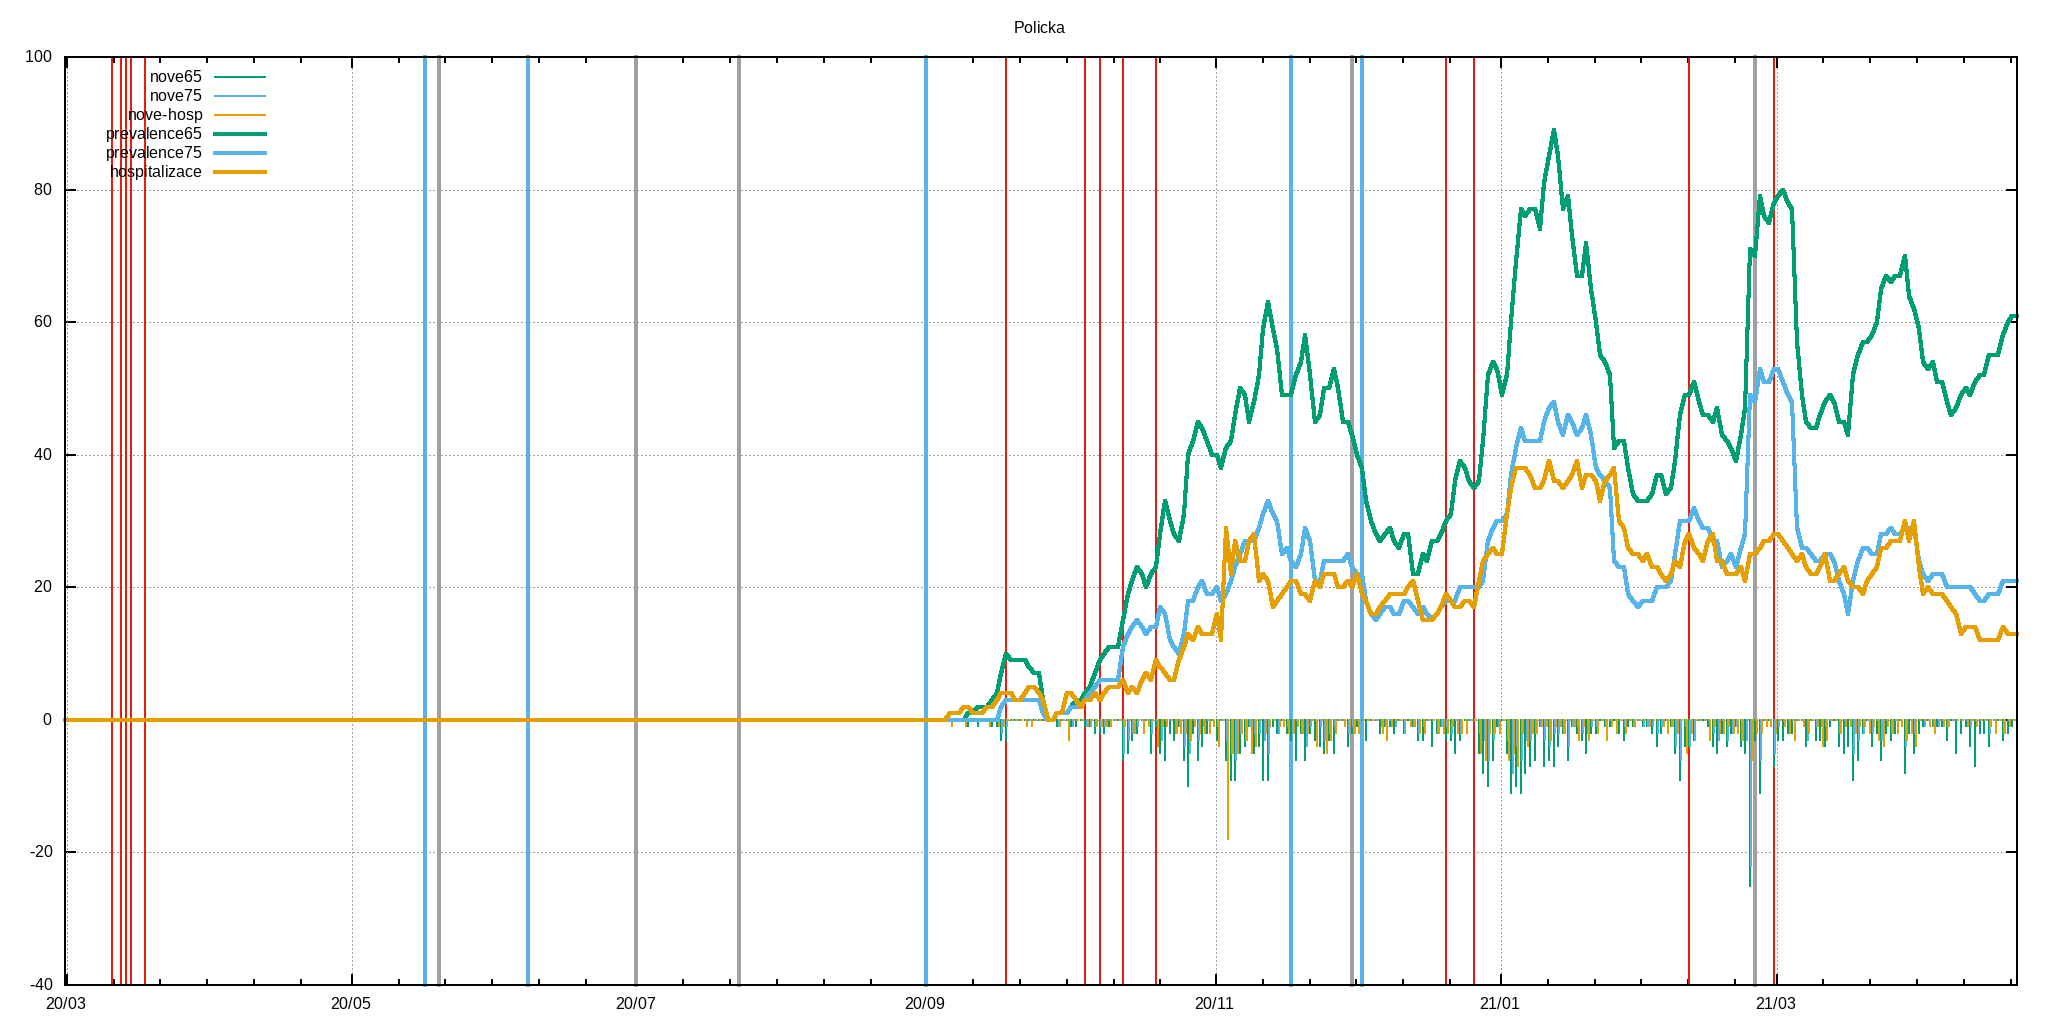 Policka
100
nove65
nove75
nove-hosp
prevalence65
prevalence75
hospitalizace
80
60
40
20
0
-20
-40
20/03 20/05 20/07 20/09 20/11 21/01 21/03